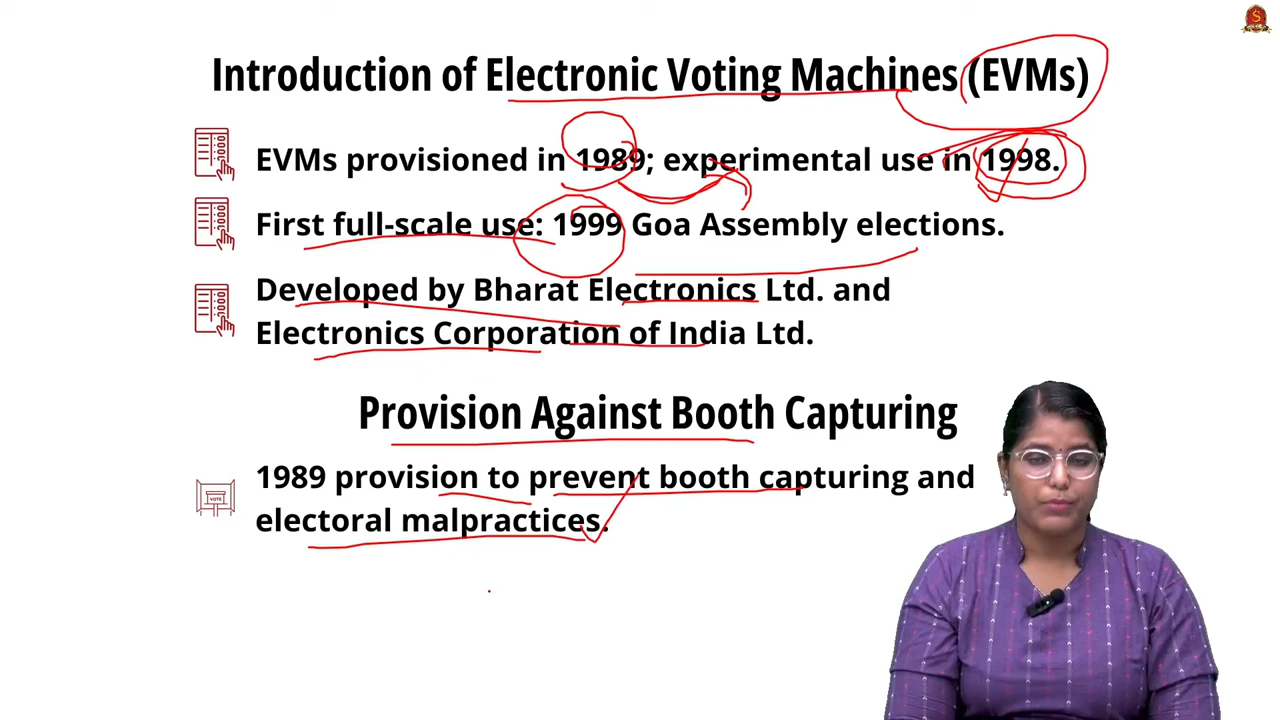 Introduction of Electronic Voting Machines (EVMs)
EVMs provisioned in 1989; experimental use in 1998.
First full-scale use: 1999 Goa Assembly elections.
Developed by Bharat Electronics Ltd. and
Electronics Corporation of India Ltd.
Provision Against Booth Capturing
1989 provision to prevent booth capturing and
VOTE
electoral malpractices.